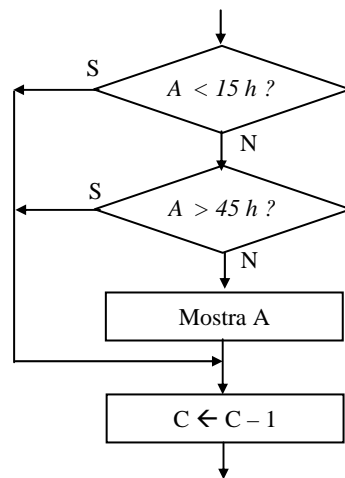 S
A < 15 h ?
N
S
A > 45 h ?
N
Mostra A
C ← C – 1